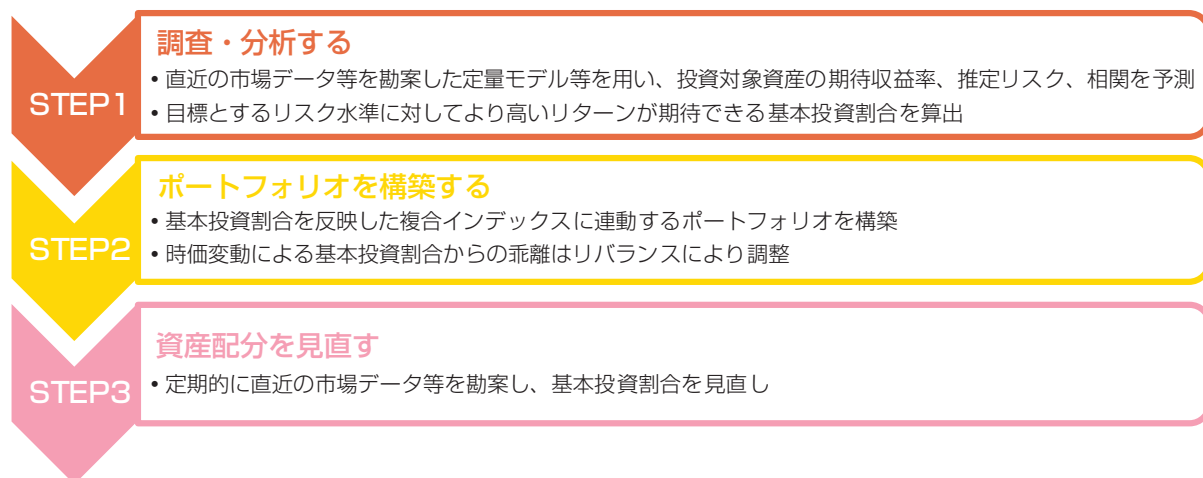 STEP1
調査・分析する
• 直近の市場データ等を勘案した定量モデル等を用い、投資対象資産の期待収益率、推定リスク、相関を予測
• 目標とするリスク水準に対してより高いリターンが期待できる基本投資割合を算出
STEP2
ポートフォリオを構築する
• 基本投資割合を反映した複合インデックスに連動するポートフォリオを構築
• 時価変動による基本投資割合からの乖離はリバランスにより調整
STEP3
資産配分を見直す
• 定期的に直近の市場データ等を勘案し、基本投資割合を見直し